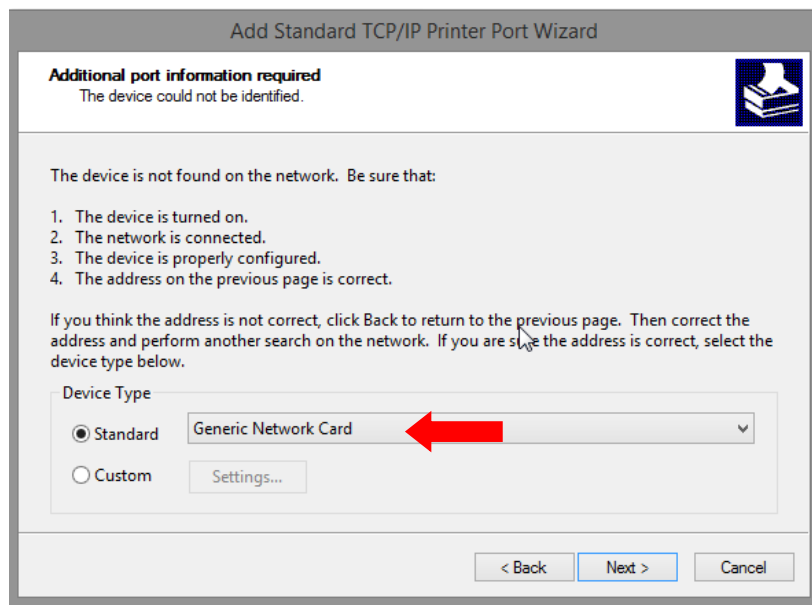 Add Standard TCP/IP Printer Port Wizard
Additional port information required
The device could not be identified.
The device is not found on the network.  Be sure that:
1.  The device is turned on.
2.  The network is connected.
3.  The device is properly configured.
4.  The address on the previous page is correct.
If you think the address is not correct, click Back to return to the previous page.  Then correct the
address and perform another search on the network.  If you are sure the address is correct, select the
device type below.
Device Type
Standard
Generic Network Card
Custom
Settings...
< Back
Next >
Cancel